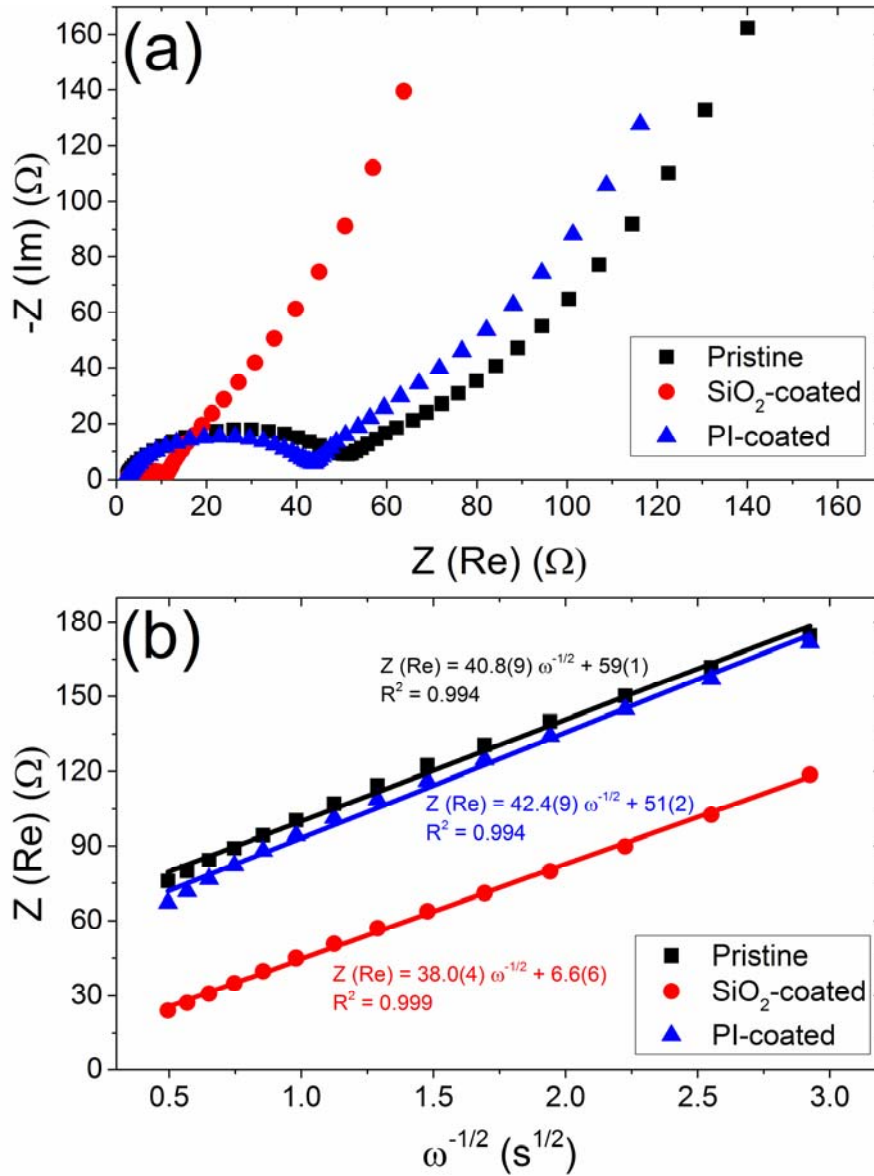 (a)
160
140
120
100
80
60
40
20
0
-Z (Im) (Ω)
Pristine
SiO₂-coated
PI-coated
0 20 40 60 80 100 120 140 160
Z (Re) (Ω)
(b)
180
150
120
90
60
30
0
Z (Re) (Ω)
Z (Re) = 40.8(9) ω⁻¹/² + 59(1)
R² = 0.994
Z (Re) = 42.4(9) ω⁻¹/² + 51(2)
R² = 0.994
Z (Re) = 38.0(4) ω⁻¹/² + 6.6(6)
R² = 0.999
Pristine
SiO₂-coated
PI-coated
0.5 1.0 1.5 2.0 2.5 3.0
ω⁻¹/² (s¹/²)